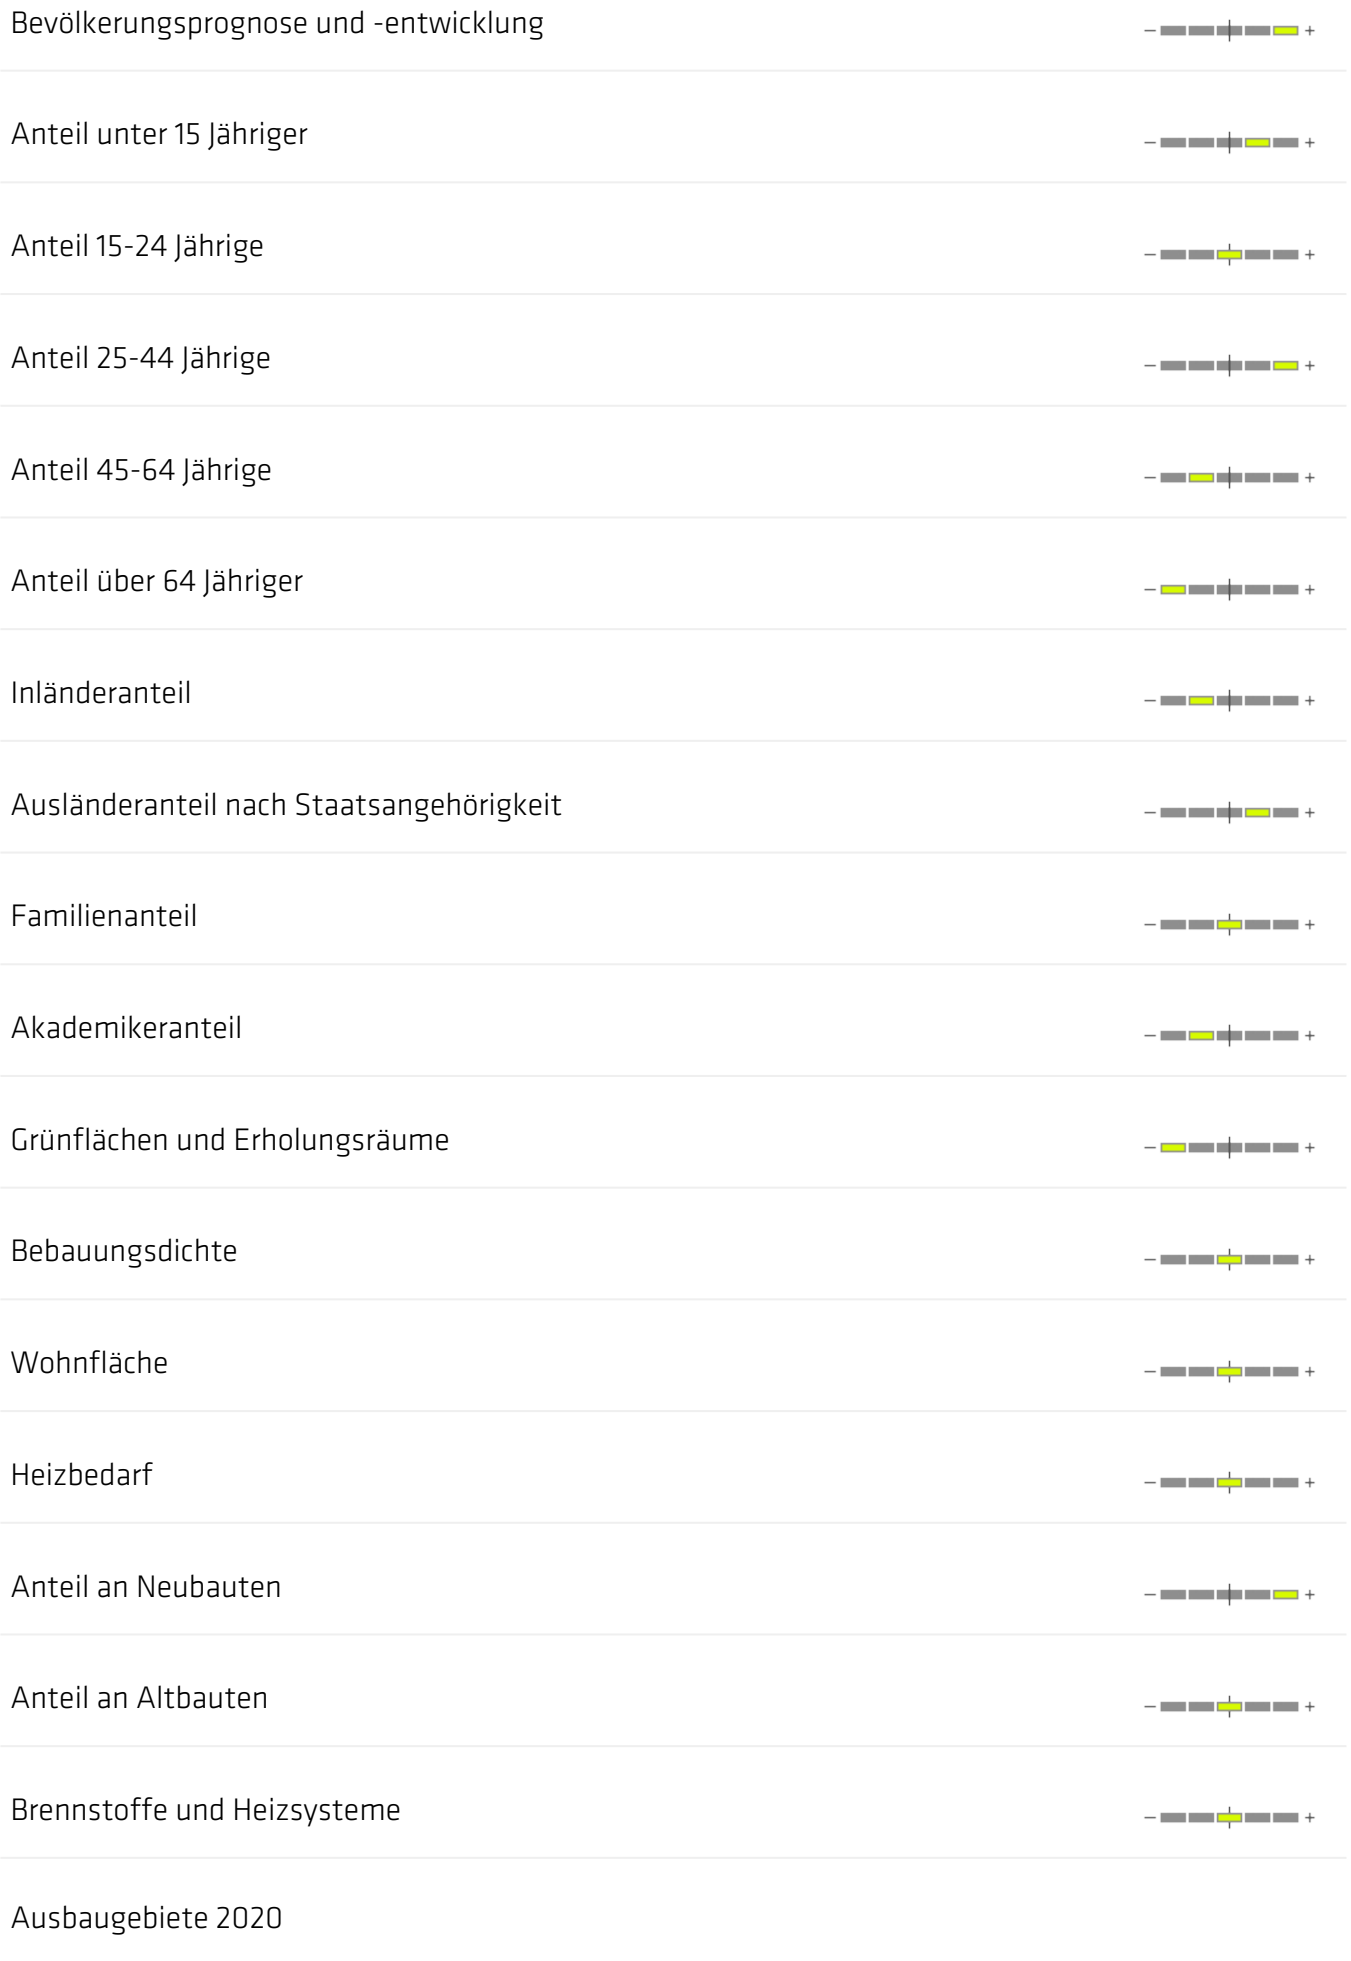 Bevölkerungsprognose und -entwicklung
− +
Anteil unter 15 Jähriger
− +
Anteil 15-24 Jährige
− +
Anteil 25-44 Jährige
− +
Anteil 45-64 Jährige
− +
Anteil über 64 Jähriger
− +
Inländeranteil
− +
Ausländeranteil nach Staatsangehörigkeit
− +
Familienanteil
− +
Akademikeranteil
− +
Grünflächen und Erholungsräume
− +
Bebauungsdichte
− +
Wohnfläche
− +
Heizbedarf
− +
Anteil an Neubauten
− +
Anteil an Altbauten
− +
Brennstoffe und Heizsysteme
− +
Ausbaugebiete 2020